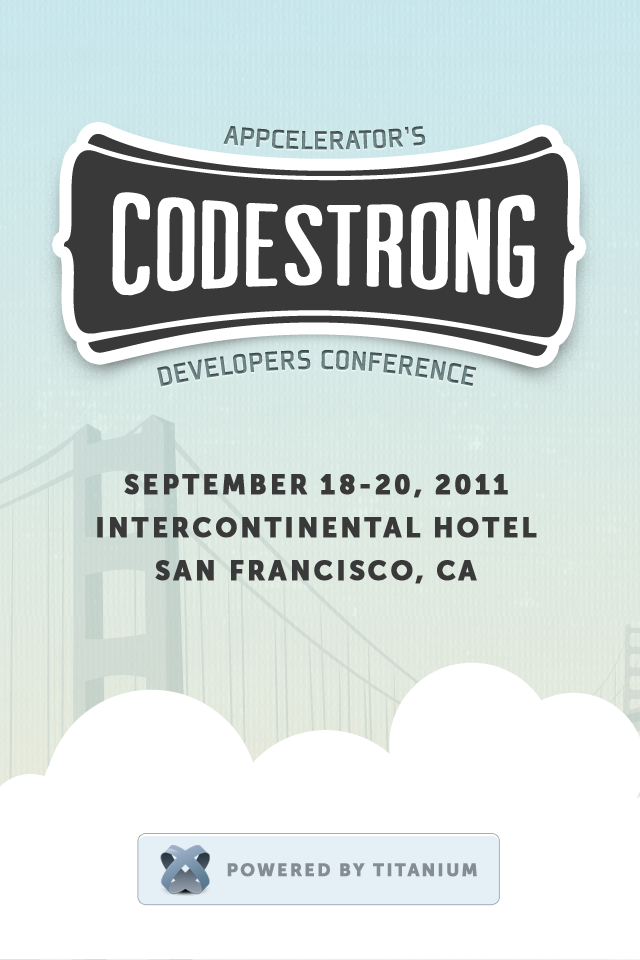 APPCELERATOR'S
CODESTRONG
DEVELOPERS CONFERENCE
SEPTEMBER 18-20, 2011
INTERCONTINENTAL HOTEL
SAN FRANCISCO, CA
POWERED BY TITANIUM